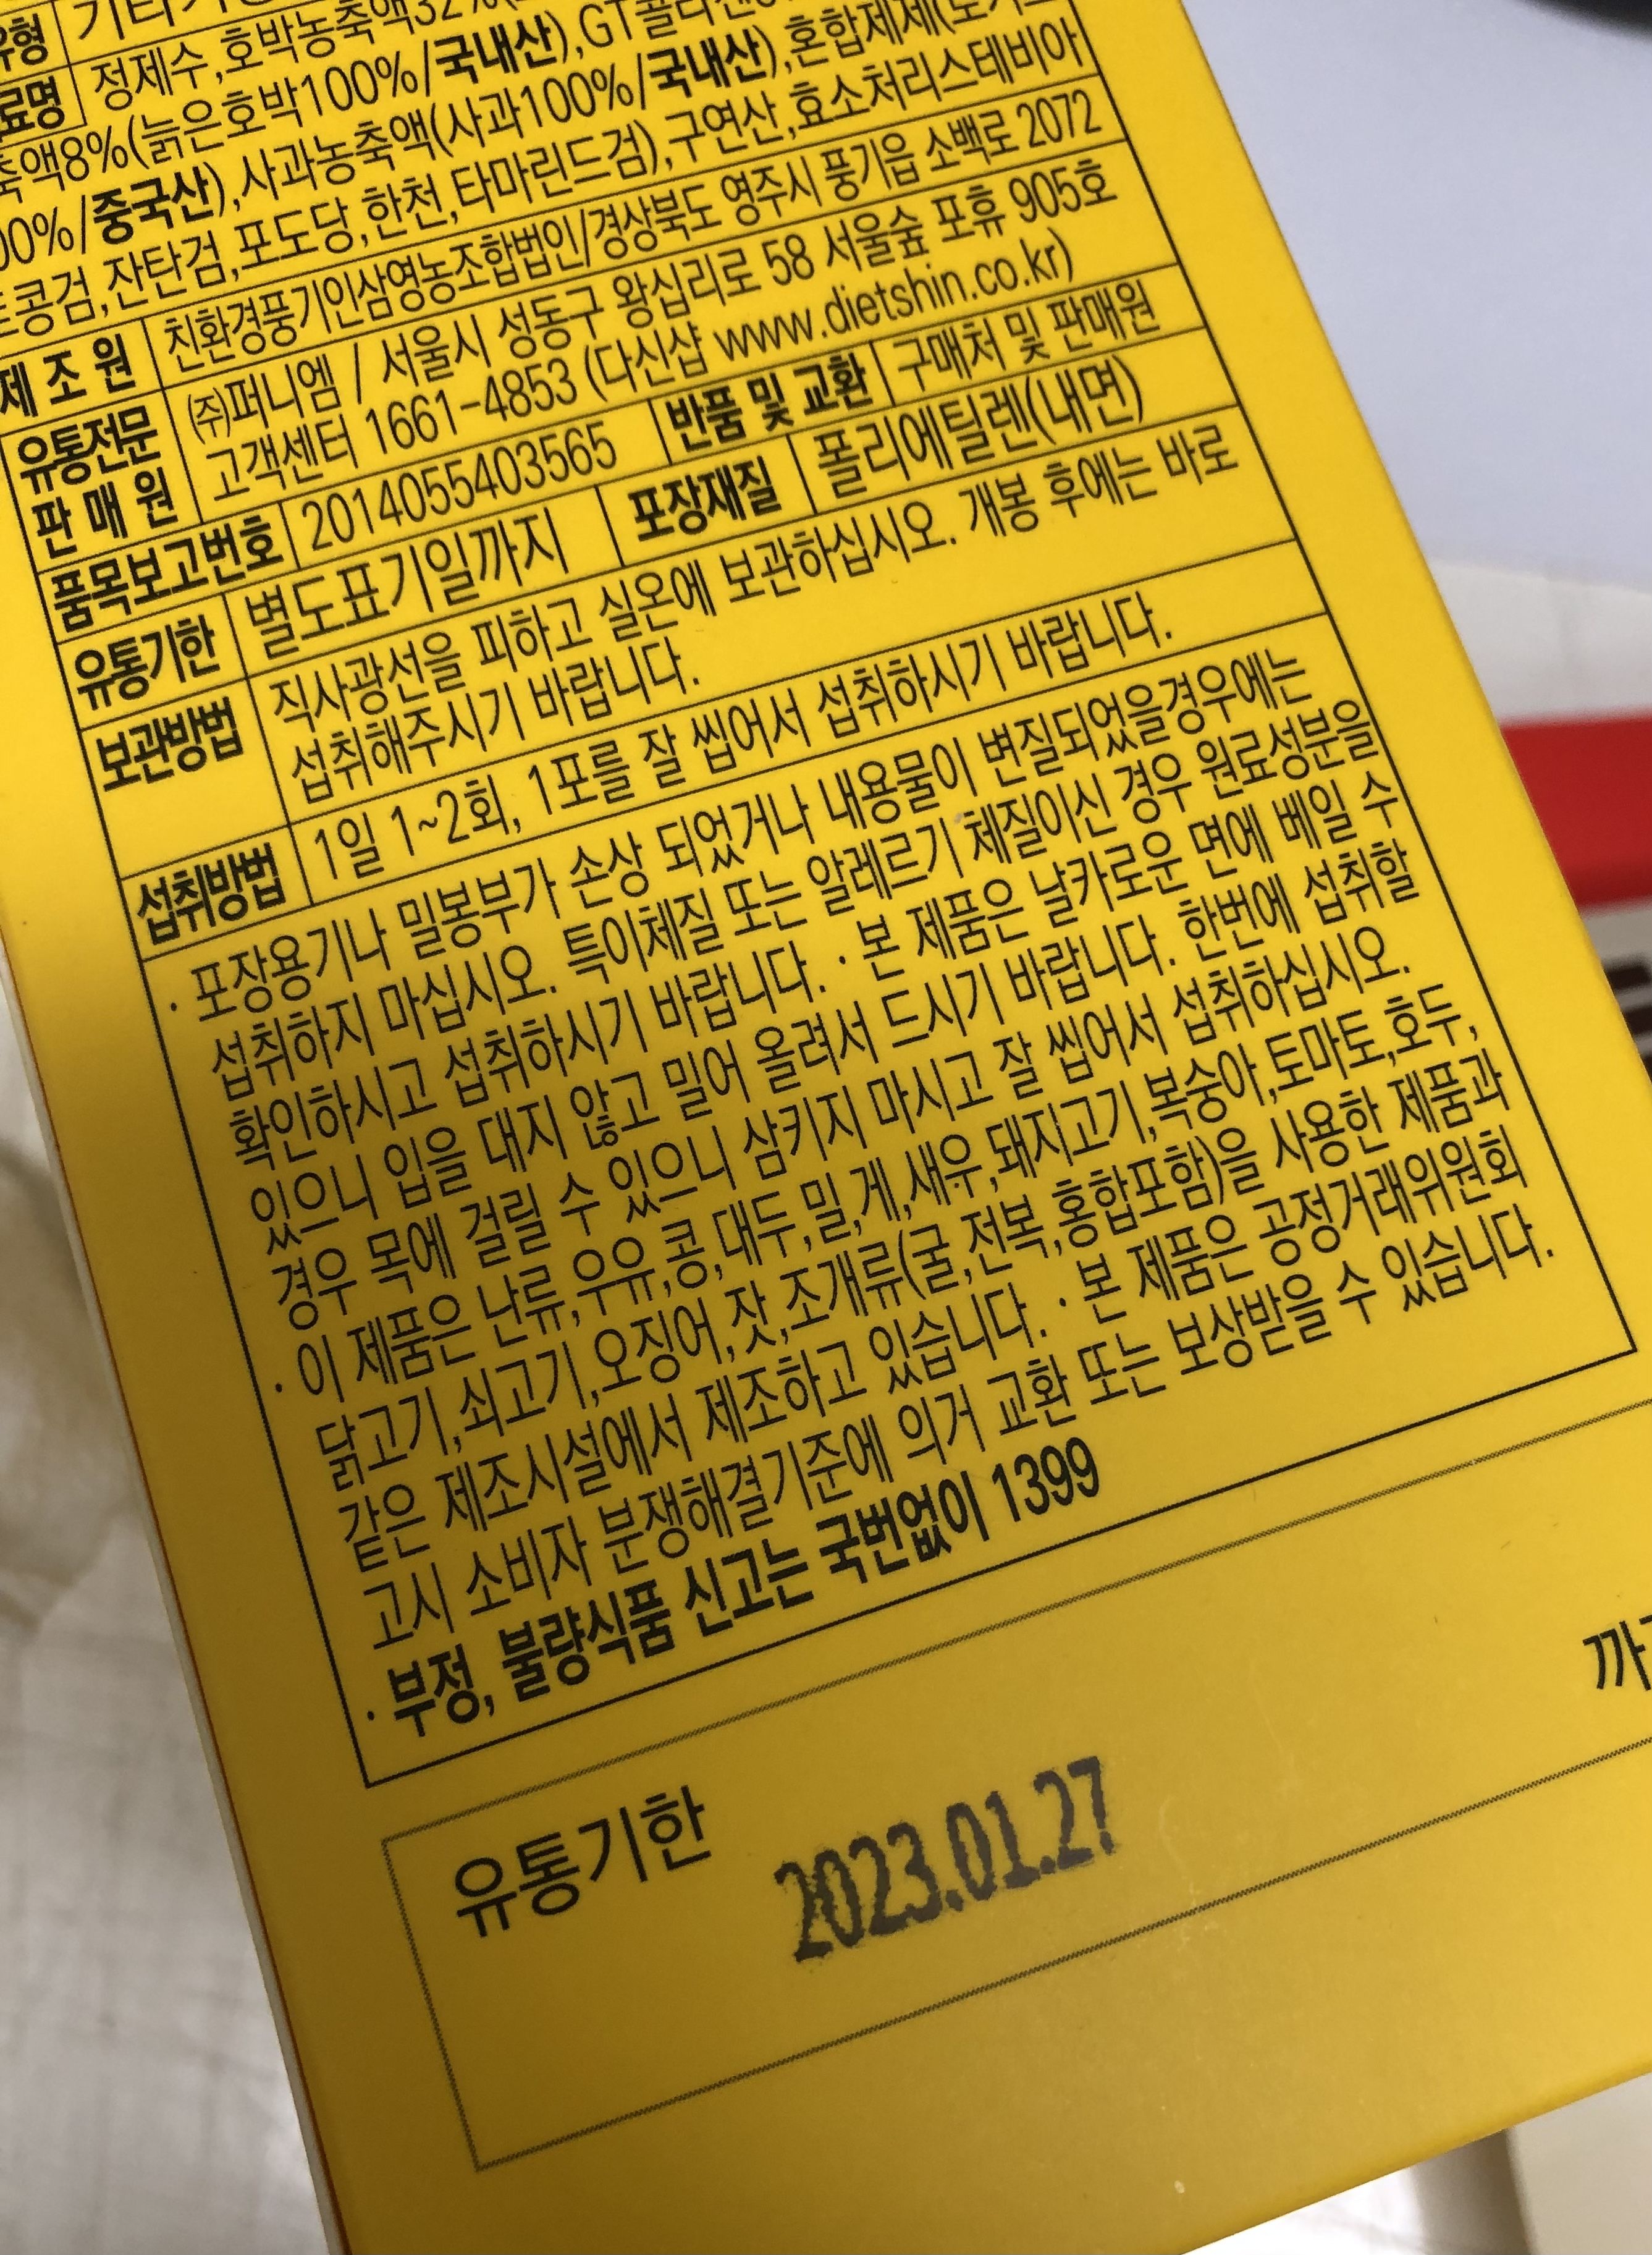 유형 기타가
료명 정제수,호박농축액32%
축액8%(늙은호박100%/국내산),GT콜라겐
00%/중국산),사과농축액(사과100%/국내산),혼합제제(
콩검,잔탄검,포도당,한천,타마린드검),구연산,효소처리스테비아
제 조 원 친환경풍기인삼영농조합법인/경상북도 영주시 풍기읍 소백로 2072
유통전문 ㈜퍼니엠 / 서울시 성동구 왕십리로 58 서울숲 포휴 905호
판 매 원 고객센터 1661-4853 (다신샵 www.dietshin.co.kr)
품목보고번호 2014055403565 반품 및 교환 구매처 및 판매원
유통기한 별도표기일까지 포장재질 폴리에틸렌(내면)
보관방법 직사광선을 피하고 실온에 보관하십시오. 개봉 후에는 바로
섭취해주시기 바랍니다.
섭취방법 1일 1~2회, 1포를 잘 씹어서 섭취하시기 바랍니다.
· 포장용기나 밀봉부가 손상 되었거나 내용물이 변질되었을경우에는
섭취하지 마십시오. 특이체질 또는 알레르기 체질이신 경우 원료성분을
확인하시고 섭취하시기 바랍니다. · 본 제품은 날카로운 면에 베일 수
있으니 입을 대지 않고 밀어 올려서 드시기 바랍니다. 한번에 섭취할
경우 목에 걸릴 수 있으니 삼키지 마시고 잘 씹어서 섭취하십시오.
· 이 제품은 난류,우유,콩,대두,밀,게,새우,돼지고기,복숭아,토마토,호두,
닭고기,쇠고기,오징어,잣,조개류(굴,전복,홍합포함)을 사용한 제품과
같은 제조시설에서 제조하고 있습니다. · 본 제품은 공정거래위원회
고시 소비자 분쟁해결기준에 의거 교환 또는 보상받을 수 있습니다.
· 부정, 불량식품 신고는 국번없이 1399
유통기한 2023.01.27 까